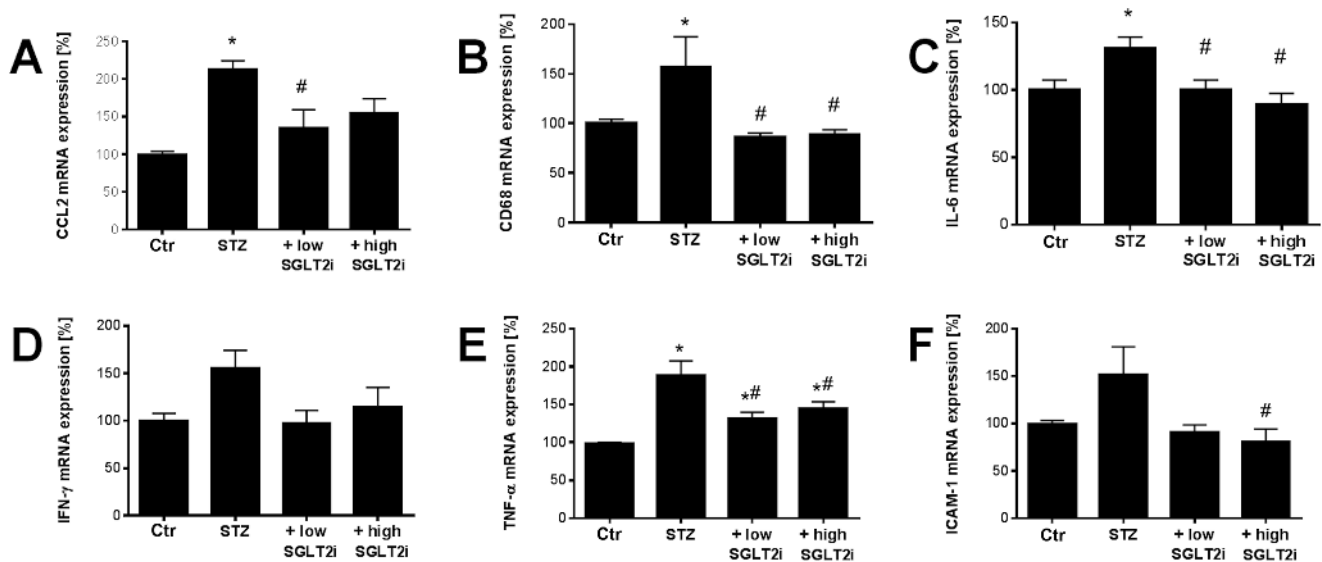 A
CCL2 mRNA expression [%]
250
200
150
100
50
0
*
#
Ctr
STZ
+ low
SGLT2i
+ high
SGLT2i
B
CD68 mRNA expression [%]
200
150
100
50
0
*
#
#
Ctr
STZ
+ low
SGLT2i
+ high
SGLT2i
C
IL-6 mRNA expression [%]
150
100
50
0
*
#
#
Ctr
STZ
+ low
SGLT2i
+ high
SGLT2i
D
IFN-γ mRNA expression [%]
200
150
100
50
0
Ctr
STZ
+ low
SGLT2i
+ high
SGLT2i
E
TNF-α mRNA expression [%]
250
200
150
100
50
0
*
*#
*#
Ctr
STZ
+ low
SGLT2i
+ high
SGLT2i
F
ICAM-1 mRNA expression [%]
200
150
100
50
0
#
Ctr
STZ
+ low
SGLT2i
+ high
SGLT2i